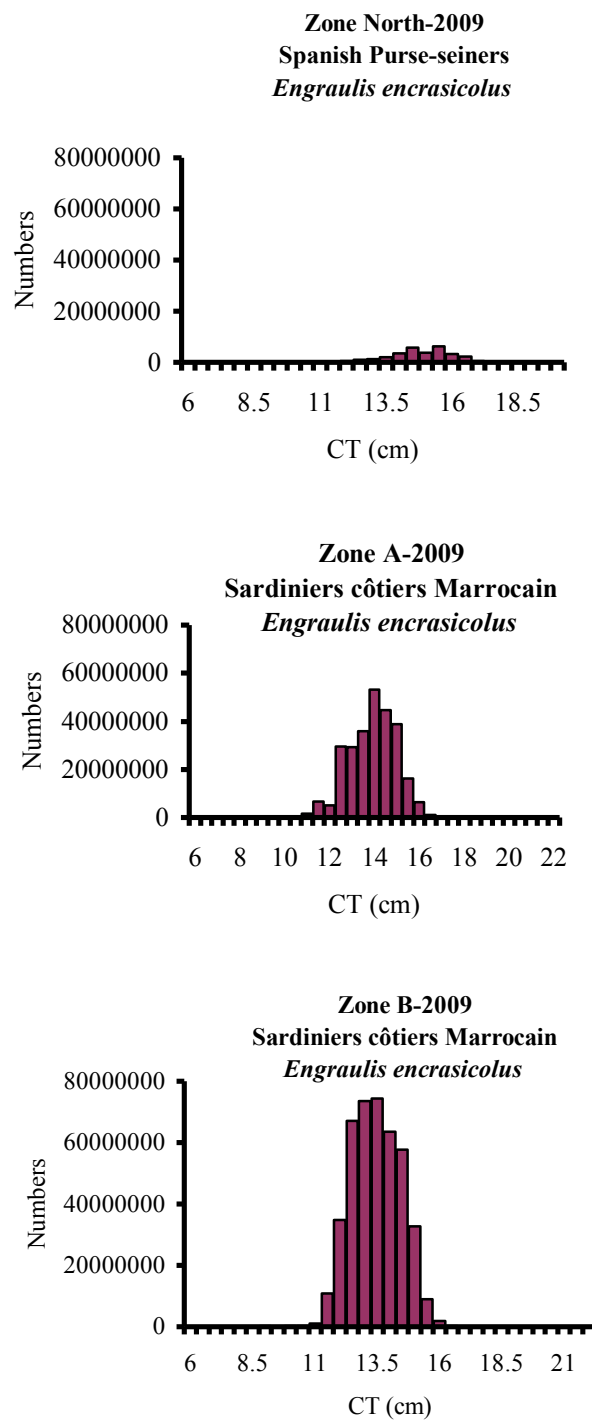 Zone North-2009
Spanish Purse-seiners
Engraulis encrasicolus
80000000
60000000
40000000
20000000
0
Numbers
6 8.5 11 13.5 16 18.5
CT (cm)
Zone A-2009
Sardiniers côtiers Marrocain
Engraulis encrasicolus
80000000
60000000
40000000
20000000
0
Numbers
6 8 10 12 14 16 18 20 22
CT (cm)
Zone B-2009
Sardiniers côtiers Marrocain
Engraulis encrasicolus
80000000
60000000
40000000
20000000
0
Numbers
6 8.5 11 13.5 16 18.5 21
CT (cm)